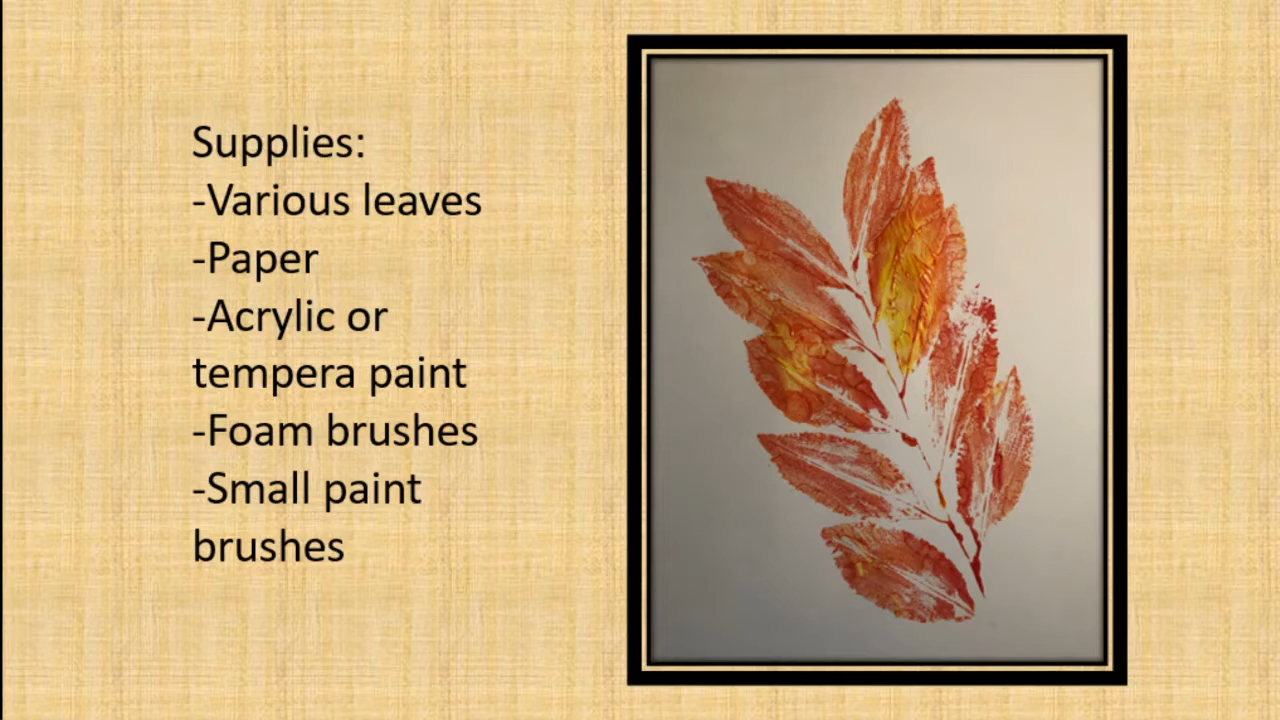 Supplies:
-Various leaves
-Paper
-Acrylic or
tempera paint
-Foam brushes
-Small paint
brushes